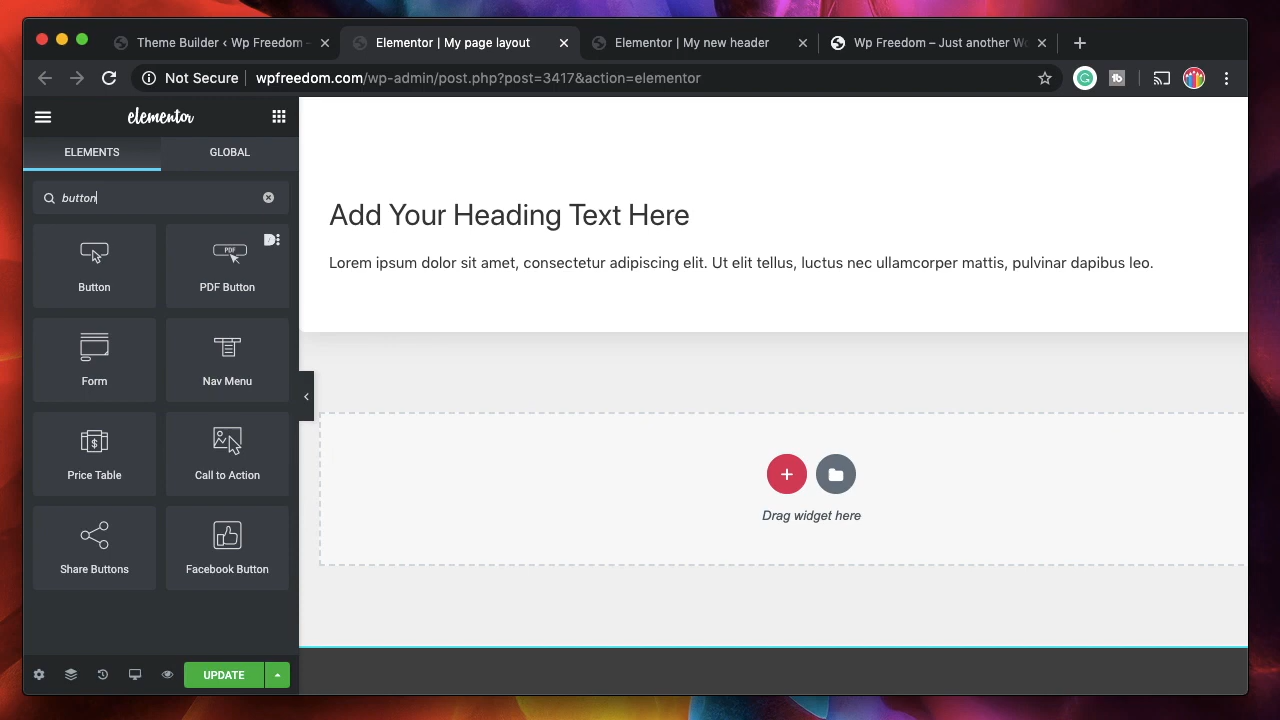 Theme Builder ‹ Wp Freedom –
Elementor | My page layout
Elementor | My new header
Wp Freedom – Just another Wo
Not Secure
wpfreedom.com/wp-admin/post.php?post=3417&action=elementor
G
tb
elementor
ELEMENTS
GLOBAL
button
Button
PDF
PDF Button
Form
Nav Menu
$
Price Table
Call to Action
Share Buttons
Facebook Button
UPDATE
Add Your Heading Text Here
Lorem ipsum dolor sit amet, consectetur adipiscing elit. Ut elit tellus, luctus nec ullamcorper mattis, pulvinar dapibus leo.
Drag widget here